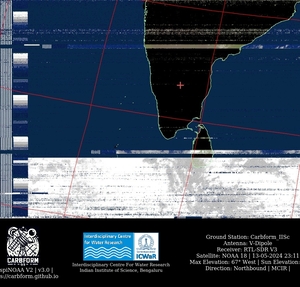 CARBFORM
spiNOAA V2 | v3.0 |
s://carbform.github.io
Interdisciplinary Centre
For Water Research
ICWaR
Interdisciplinary Centre For Water Research
Indian Institute of Science, Bengaluru
Ground Station: Carbform_IISc
Antenna: V-Dipole
Receiver: RTL-SDR V3
Satellite: NOAA 18 | 13-05-2024 23:11
Max Elevation: 67° West | Sun Elevation:
Direction: Northbound | MCIR |